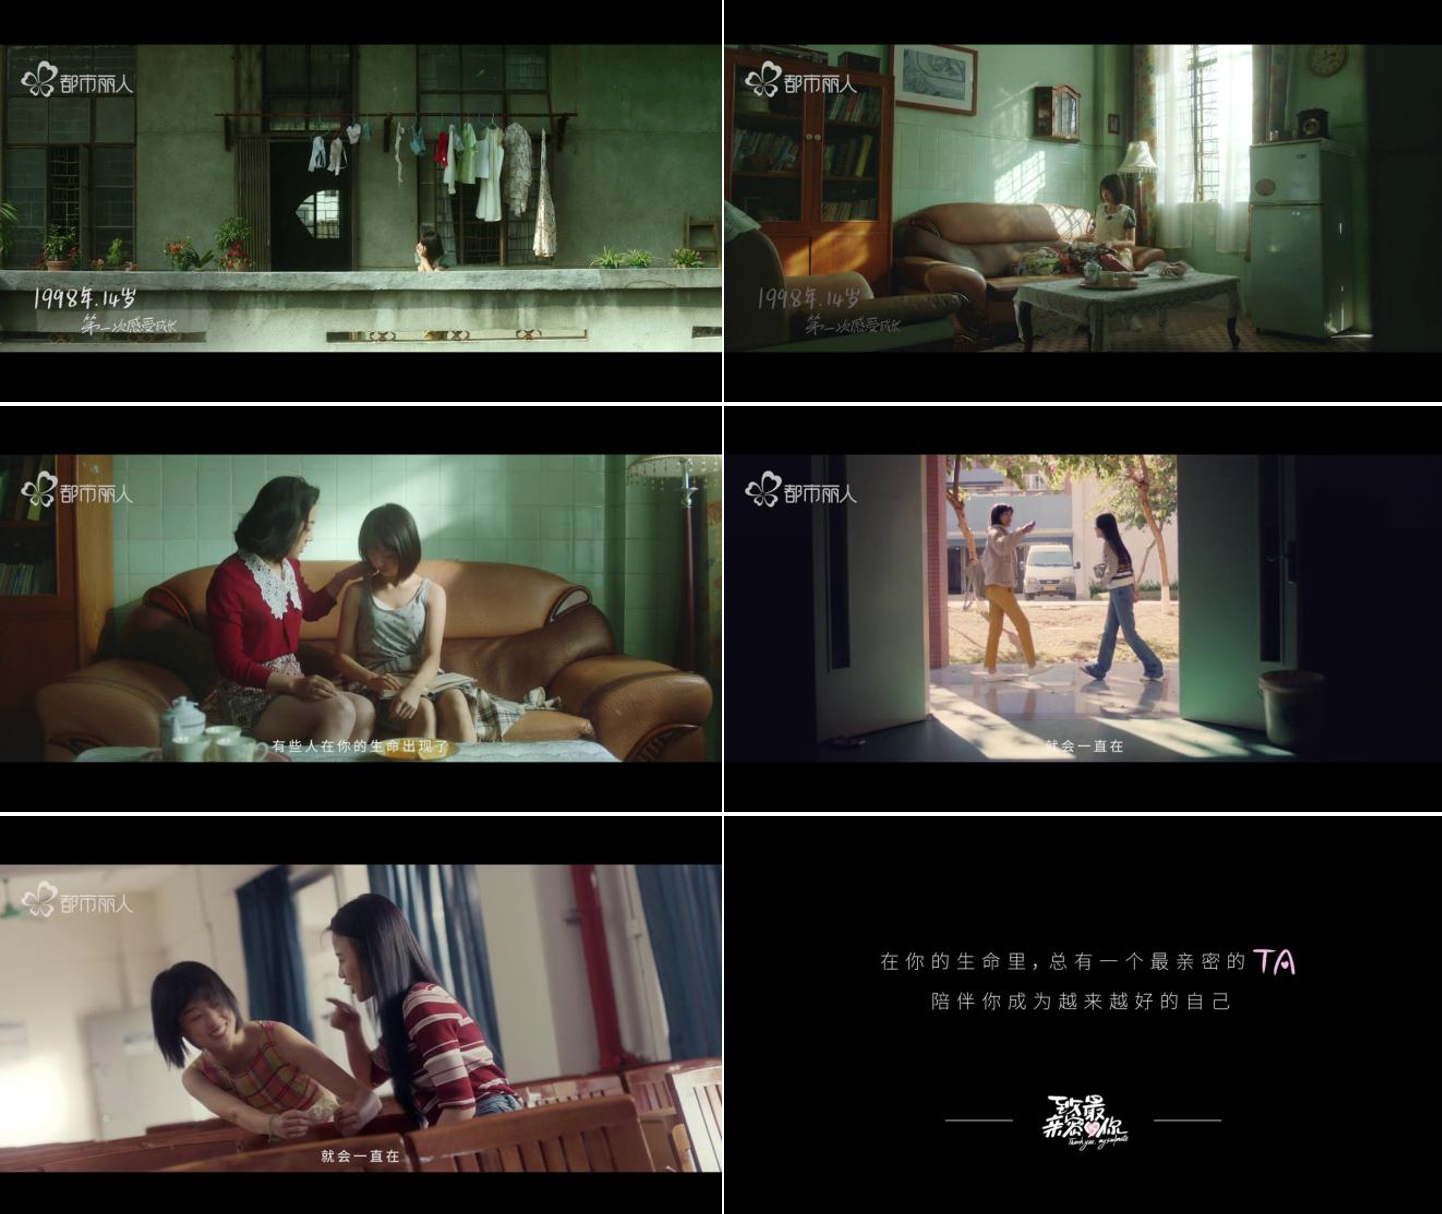 都市丽人
1998年.14岁
第一次感受成长
都市丽人
1998年.14岁
第一次感受成长
都市丽人
有些人在你的生命出现了
都市丽人
就会一直在
都市丽人
就会一直在
在你的生命里,总有一个最亲密的TA
陪伴你成为越来越好的自己
致最
亲密你
Thank you, my soulmate